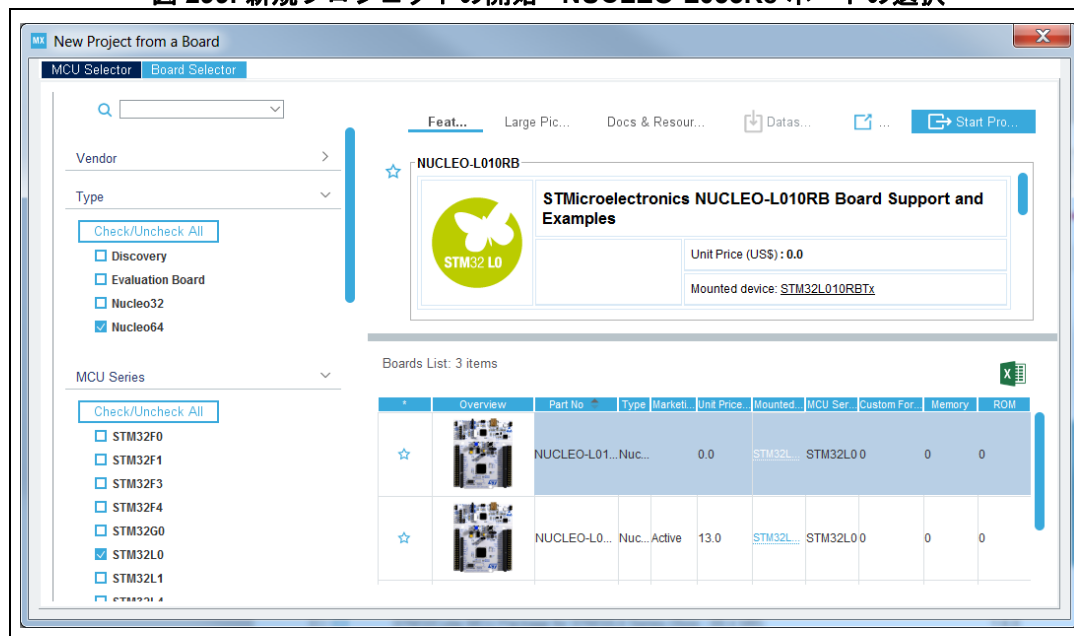 MX New Project from a Board
X
MCU Selector Board Selector
Vendor
Type
Check/Uncheck All
Discovery
Evaluation Board
Nucleo32
Nucleo64
MCU Series
Check/Uncheck All
STM32F0
STM32F1
STM32F3
STM32F4
STM32G0
STM32L0
STM32L1
STM32L4
Feat... Large Pic... Docs & Resour... Datas... ... Start Pro...
NUCLEO-L010RB
STM32 L0
STMicroelectronics NUCLEO-L010RB Board Support and
Examples
Unit Price (US$) : 0.0
Mounted device: STM32L010RBTx
Boards List: 3 items
X
* Overview Part No Type Marketi... Unit Price... Mounted... MCU Ser... Custom For... Memory ROM
NUCLEO-L01... Nuc... 0.0 STM32L... STM32L0 0 0 0
NUCLEO-L0... Nuc... Active 13.0 STM32L... STM32L0 0 0 0